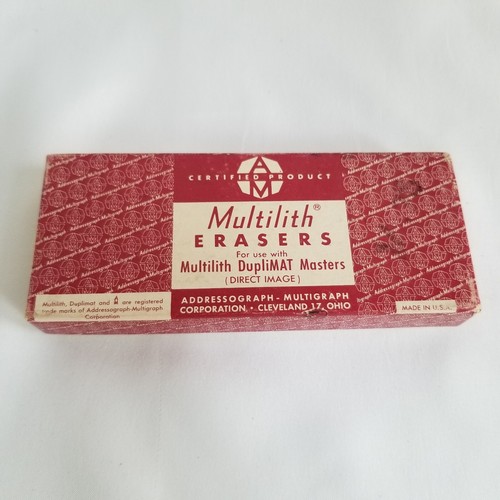 A
M
CERTIFIED PRODUCT
Multilith®
ERASERS
For use with
Multilith DupliMAT Masters
(DIRECT IMAGE)
ADDRESSOGRAPH - MULTIGRAPH
CORPORATION • CLEVELAND 17, OHIO
Multilith, Duplimat and AM are registered
trade marks of Addressograph-Multigraph
Corporation
MADE IN U.S.A.